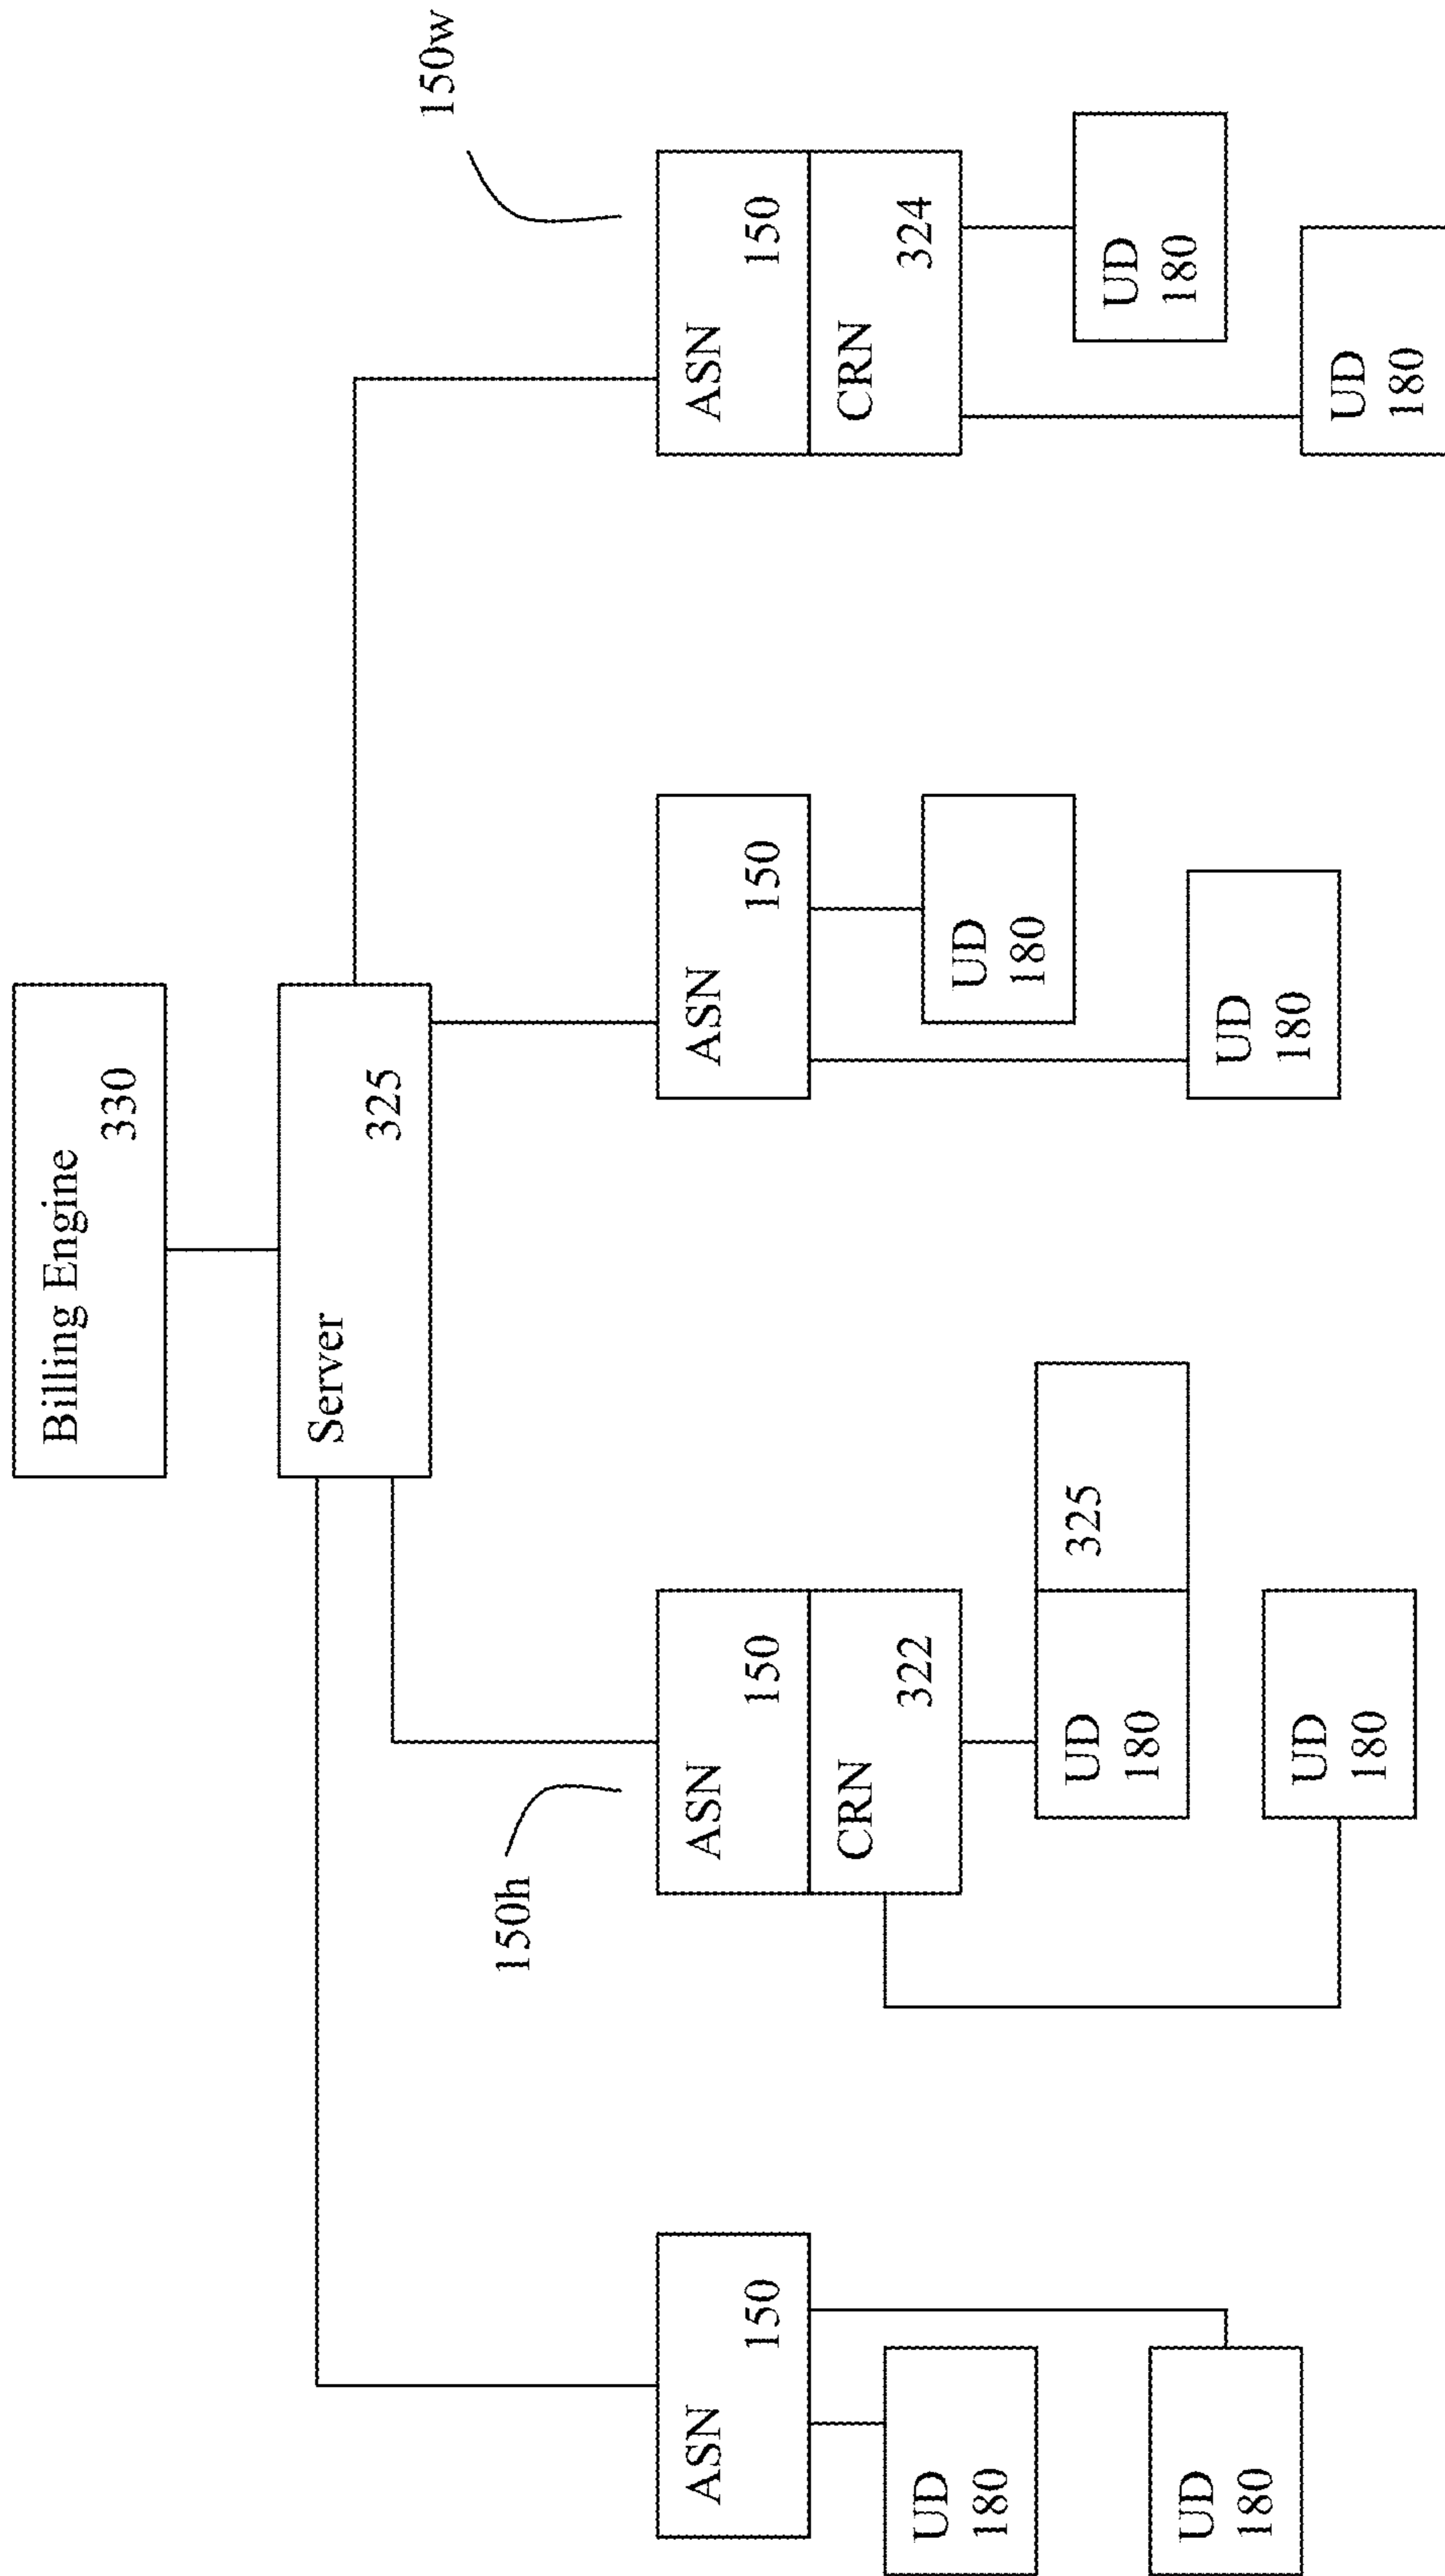 Billing Engine
330
Server
325
ASN
150
UD
180
UD
180
150h
ASN
150
CRN
322
UD
180
325
UD
180
ASN
150
UD
180
UD
180
150w
ASN
150
CRN
324
UD
180
UD
180